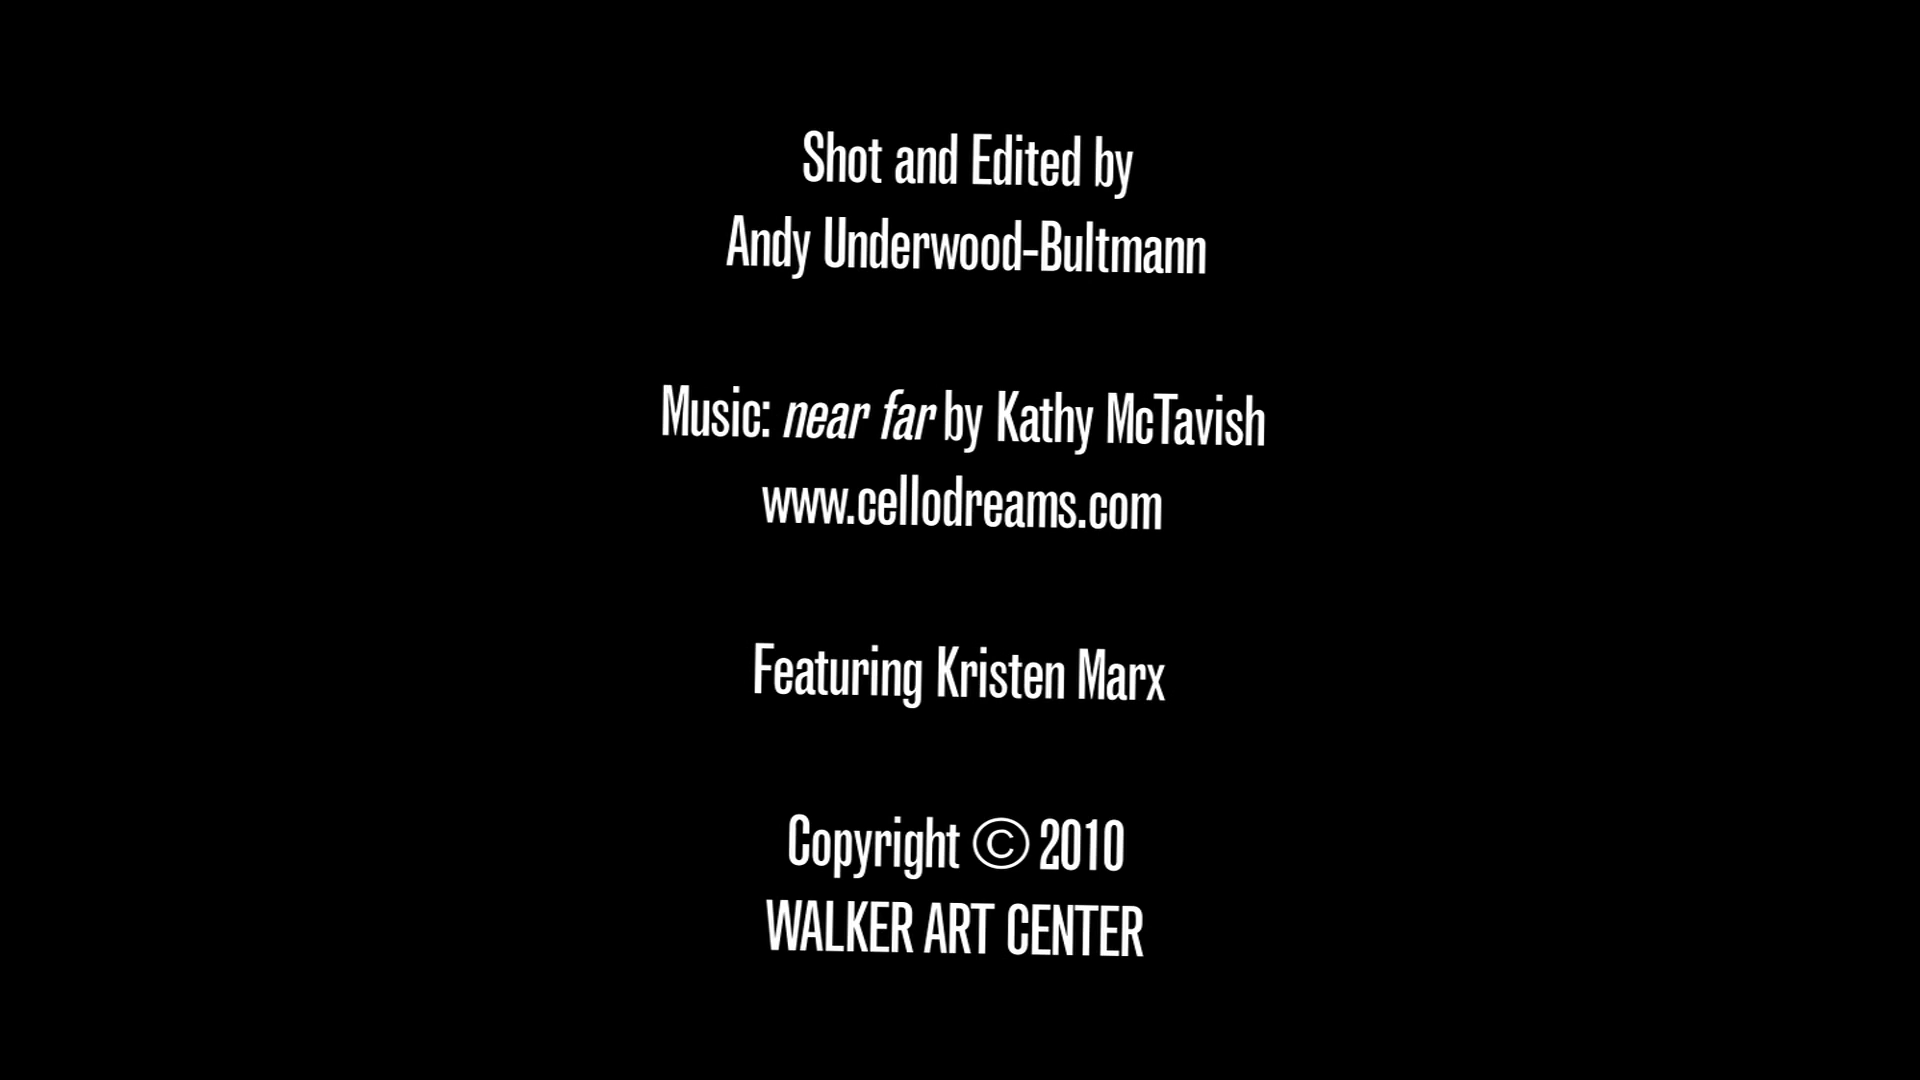 Shot and Edited by
Andy Underwood-Bultmann
Music: near far by Kathy McTavish
www.cellodreams.com
Featuring Kristen Marx
Copyright © 2010
WALKER ART CENTER